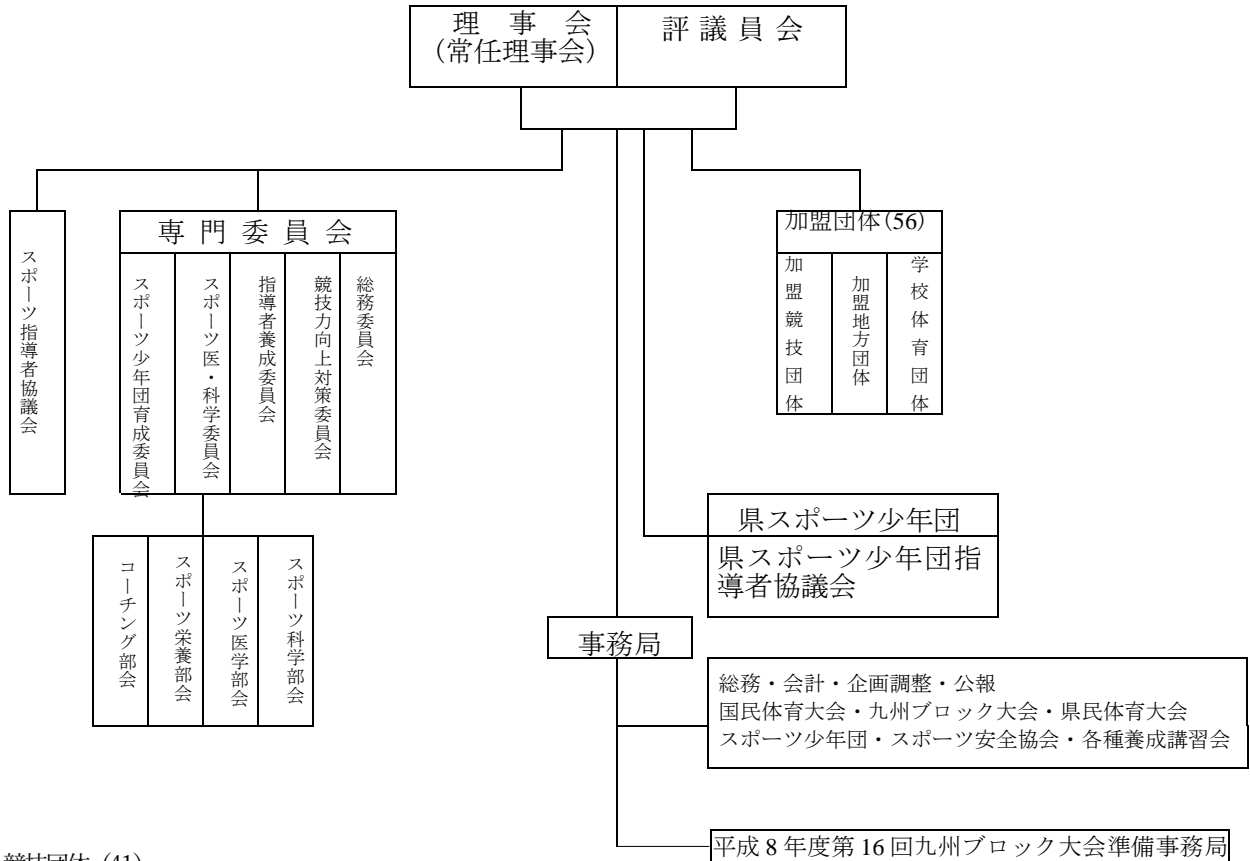 理 事 会
(常任理事会)
評 議 員 会
スポーツ指導者協議会
専 門 委 員 会
スポーツ少年団育成委員会
スポーツ医・科学委員会
指導者養成委員会
競技力向上対策委員会
総務委員会
コーチング部会
スポーツ栄養部会
スポーツ医学部会
スポーツ科学部会
加盟団体(56)
加盟競技団体
加盟地方団体
学校体育団体
県スポーツ少年団
県スポーツ少年団指
導者協議会
事務局
総務・会計・企画調整・公報
国民体育大会・九州ブロック大会・県民体育大会
スポーツ少年団・スポーツ安全協会・各種養成講習会
平成 8 年度第 16 回九州ブロック大会準備事務局
競技団体 (41)